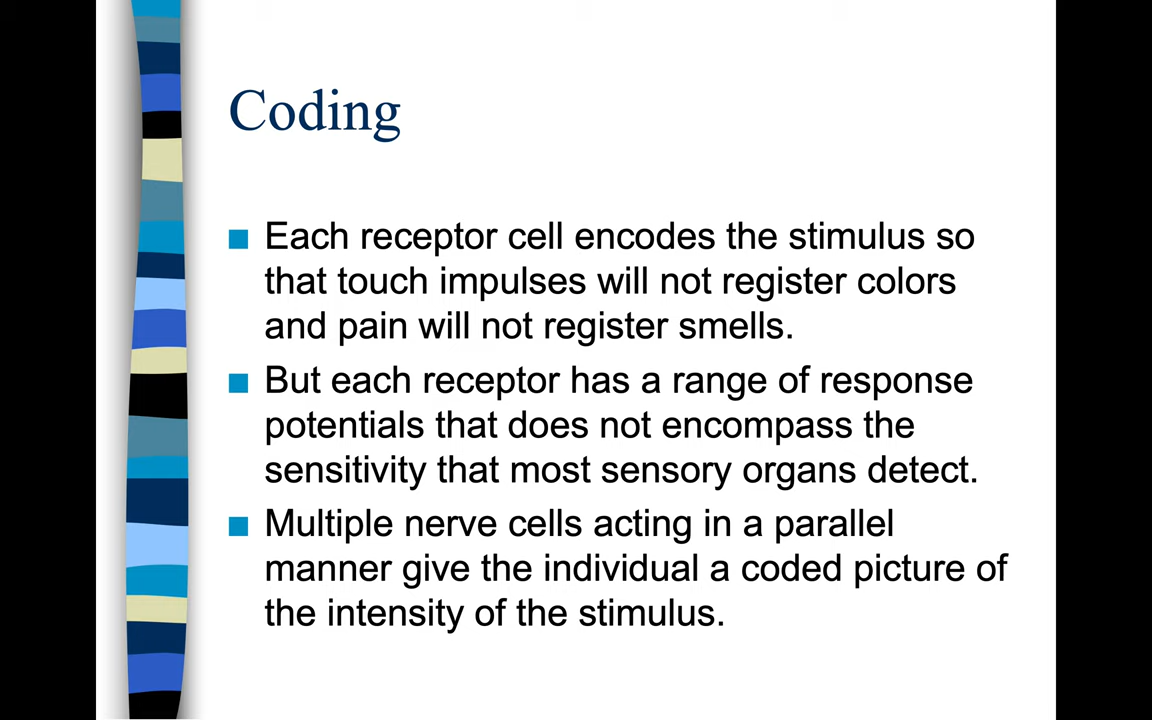 Coding
Each receptor cell encodes the stimulus so
that touch impulses will not register colors
and pain will not register smells.
But each receptor has a range of response
potentials that does not encompass the
sensitivity that most sensory organs detect.
Multiple nerve cells acting in a parallel
manner give the individual a coded picture of
the intensity of the stimulus.